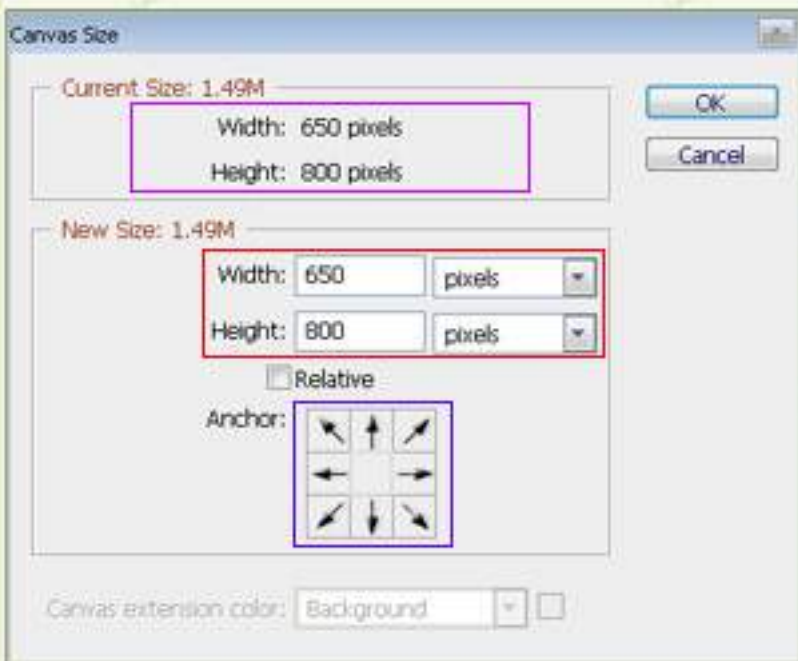 Canvas Size
Current Size: 1.49M
OK
Width: 650 pixels
Cancel
Height: 800 pixels
New Size: 1.49M
Width: 650 pixels
Height: 800 pixels
Relative
Anchor:
Canvas extension color: Background